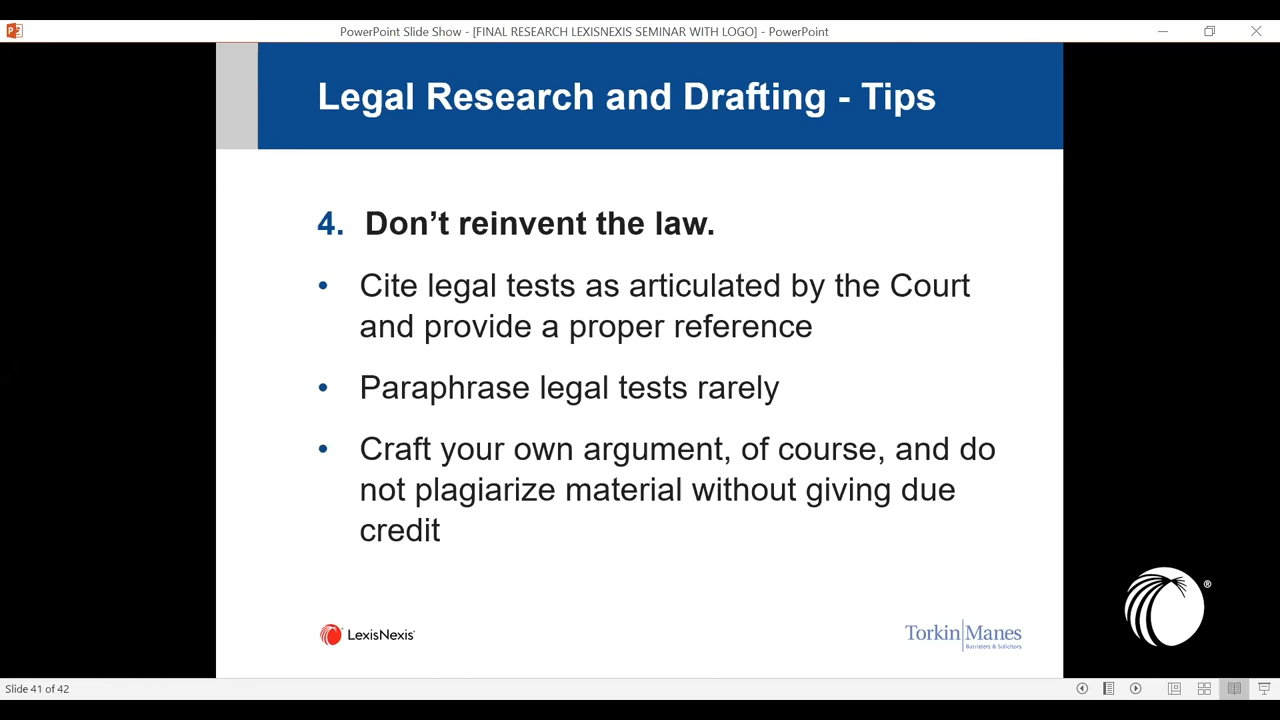 PowerPoint Slide Show - [FINAL RESEARCH LEXISNEXIS SEMINAR WITH LOGO] - PowerPoint
Legal Research and Drafting - Tips
4. Don’t reinvent the law.
• Cite legal tests as articulated by the Court
and provide a proper reference
• Paraphrase legal tests rarely
• Craft your own argument, of course, and do
not plagiarize material without giving due
credit
®
LexisNexis®
Torkin|Manes
Barristers & Solicitors
Slide 41 of 42